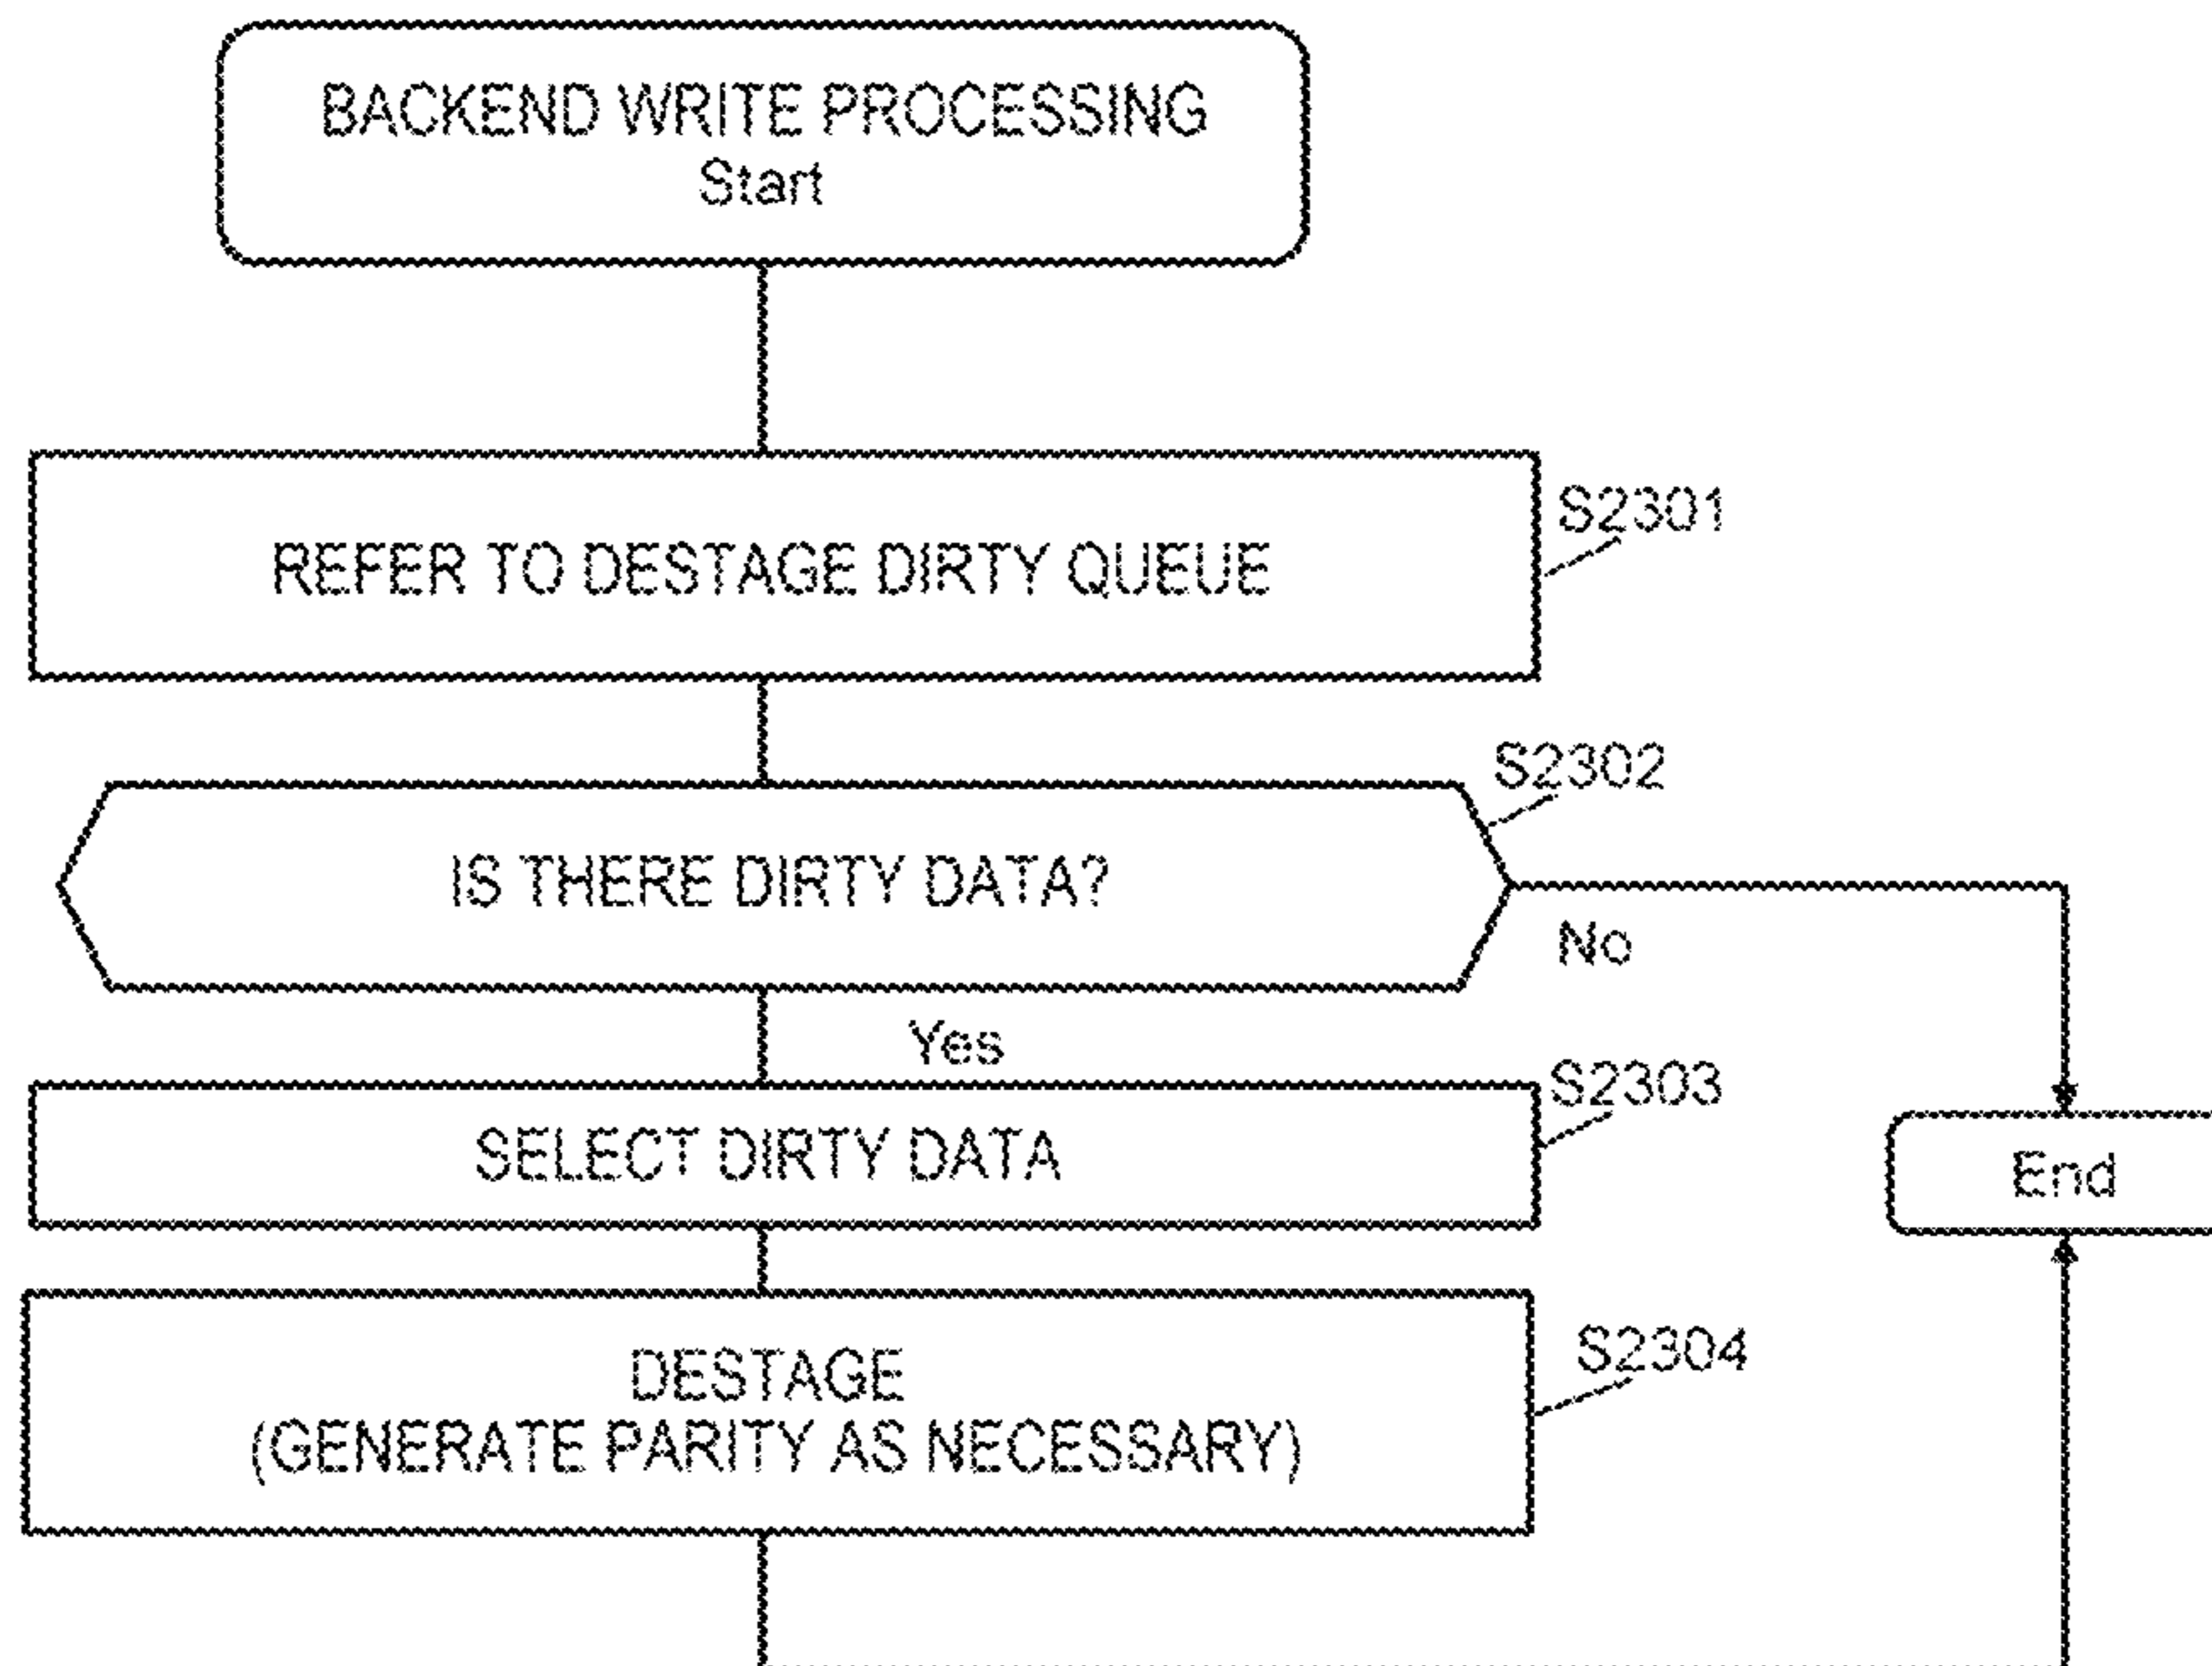 BACKEND WRITE PROCESSING
Start
S2301
REFER TO DESTAGE DIRTY QUEUE
S2302
IS THERE DIRTY DATA?
No
Yes
S2303
SELECT DIRTY DATA
End
S2304
DESTAGE
(GENERATE PARITY AS NECESSARY)